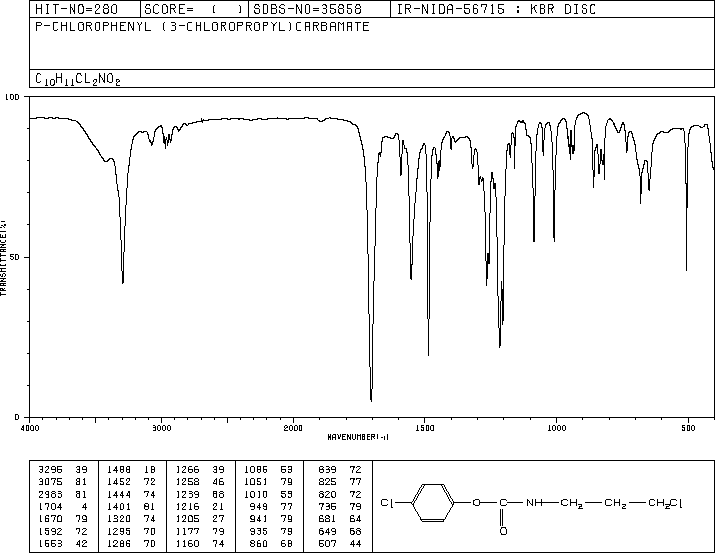 HIT-NO=280 SCORE= ( ) SDBS-NO=35858 IR-NIDA-56715 : KBR DISC
P-CHLOROPHENYL (3-CHLOROPROPYL)CARBAMATE
C10H11CL2NO2
100
50
0
TRANSMITTANCE(%)
4000 3000 2000 1500 1000 500
WAVENUMBER(-1)
3295 39 1488 18 1266 39 1086 53 839 72
3075 81 1452 72 1258 46 1051 79 825 77
2983 81 1444 74 1239 68 1010 53 820 72
1704 4 1401 81 1216 21 949 77 735 79
1670 79 1320 74 1205 27 941 79 681 64
1592 72 1295 70 1177 79 935 79 649 68
1553 42 1286 70 1160 74 860 68 507 44
Cl O C NH CH2 CH2 CH2Cl
O